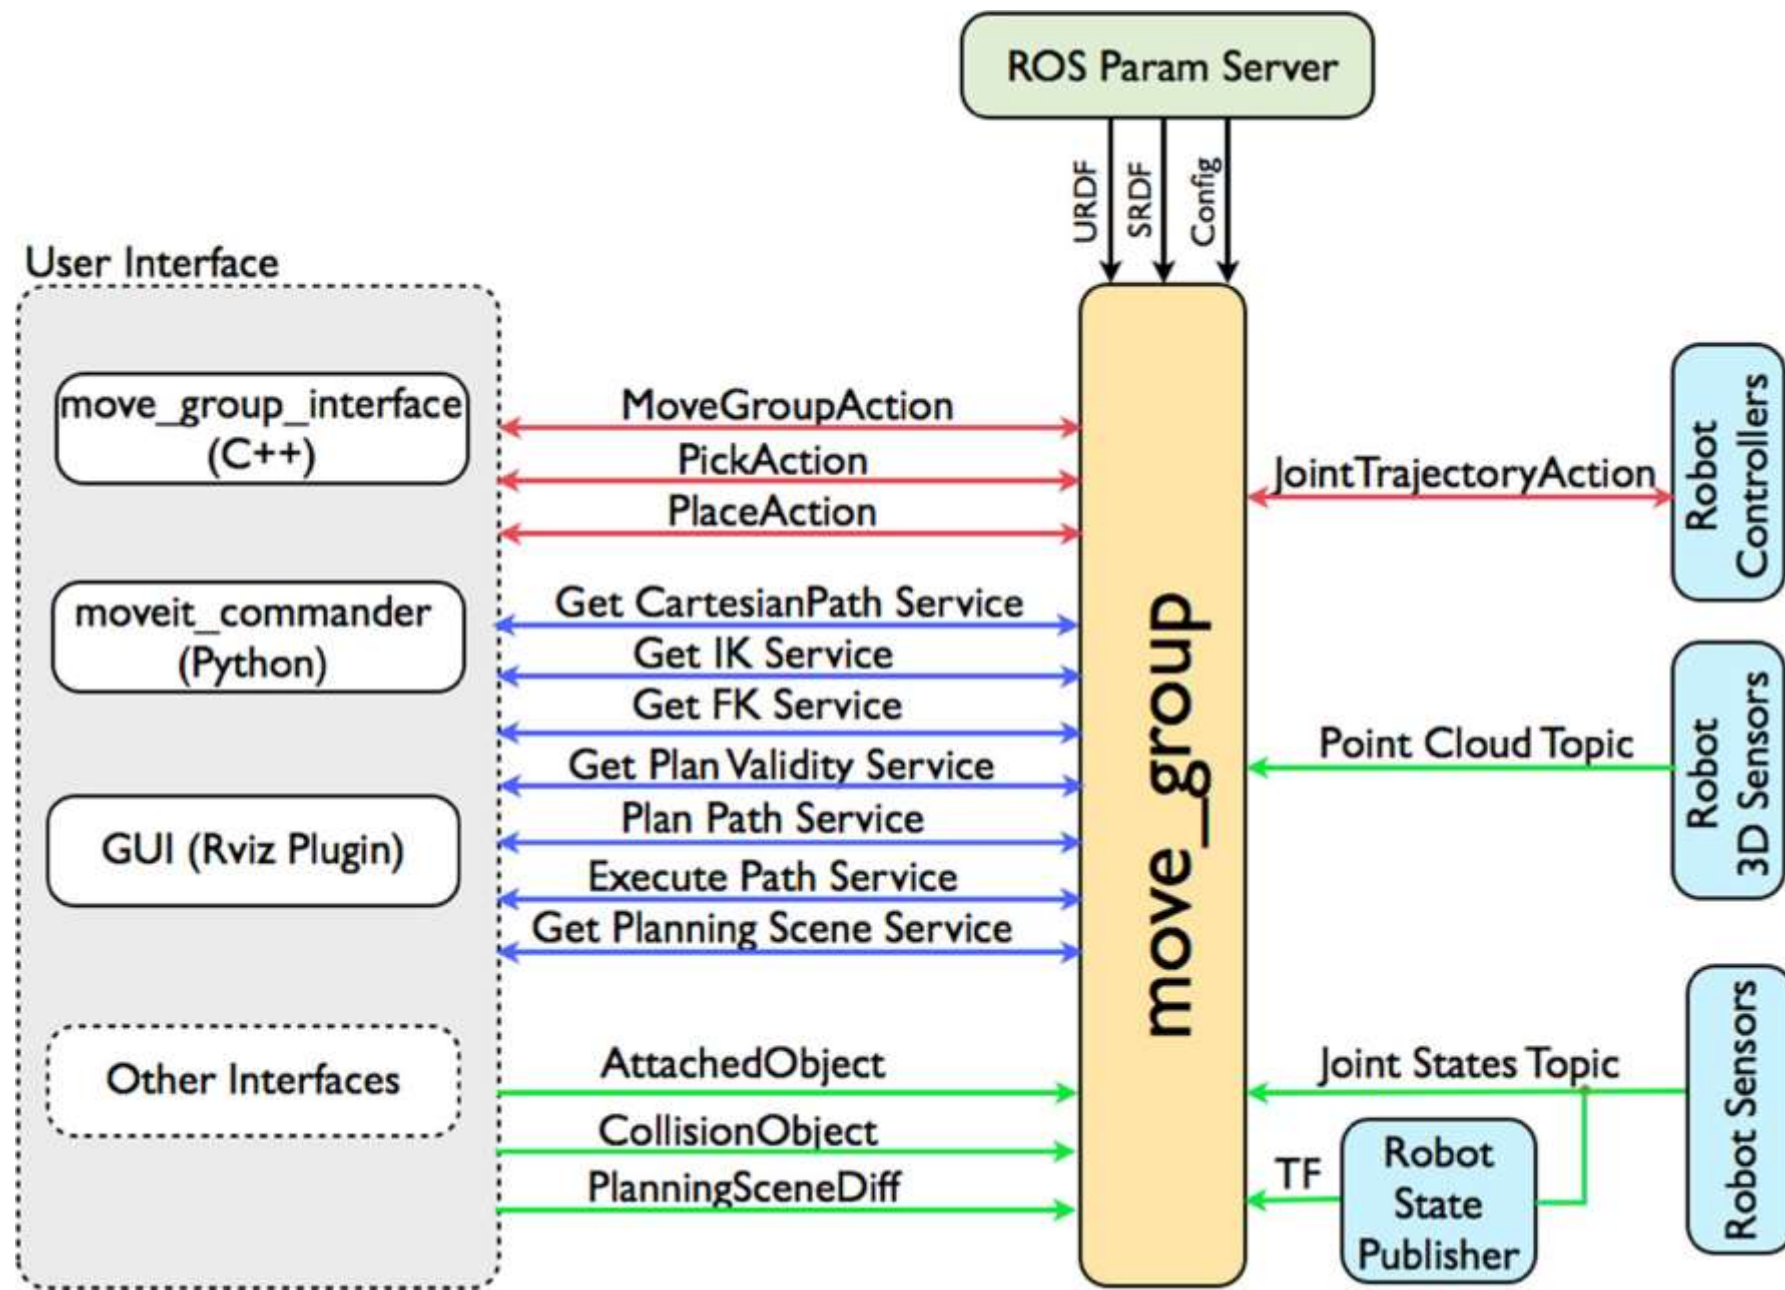 ROS Param Server
URDF
SRDF
Config
User Interface
move_group_interface
(C++)
moveit_commander
(Python)
GUI (Rviz Plugin)
Other Interfaces
MoveGroupAction
PickAction
PlaceAction
Get CartesianPath Service
Get IK Service
Get FK Service
Get Plan Validity Service
Plan Path Service
Execute Path Service
Get Planning Scene Service
AttachedObject
CollisionObject
PlanningSceneDiff
move_group
JointTrajectoryAction
Point Cloud Topic
Joint States Topic
TF
Robot
State
Publisher
Robot
Controllers
Robot
3D Sensors
Robot Sensors